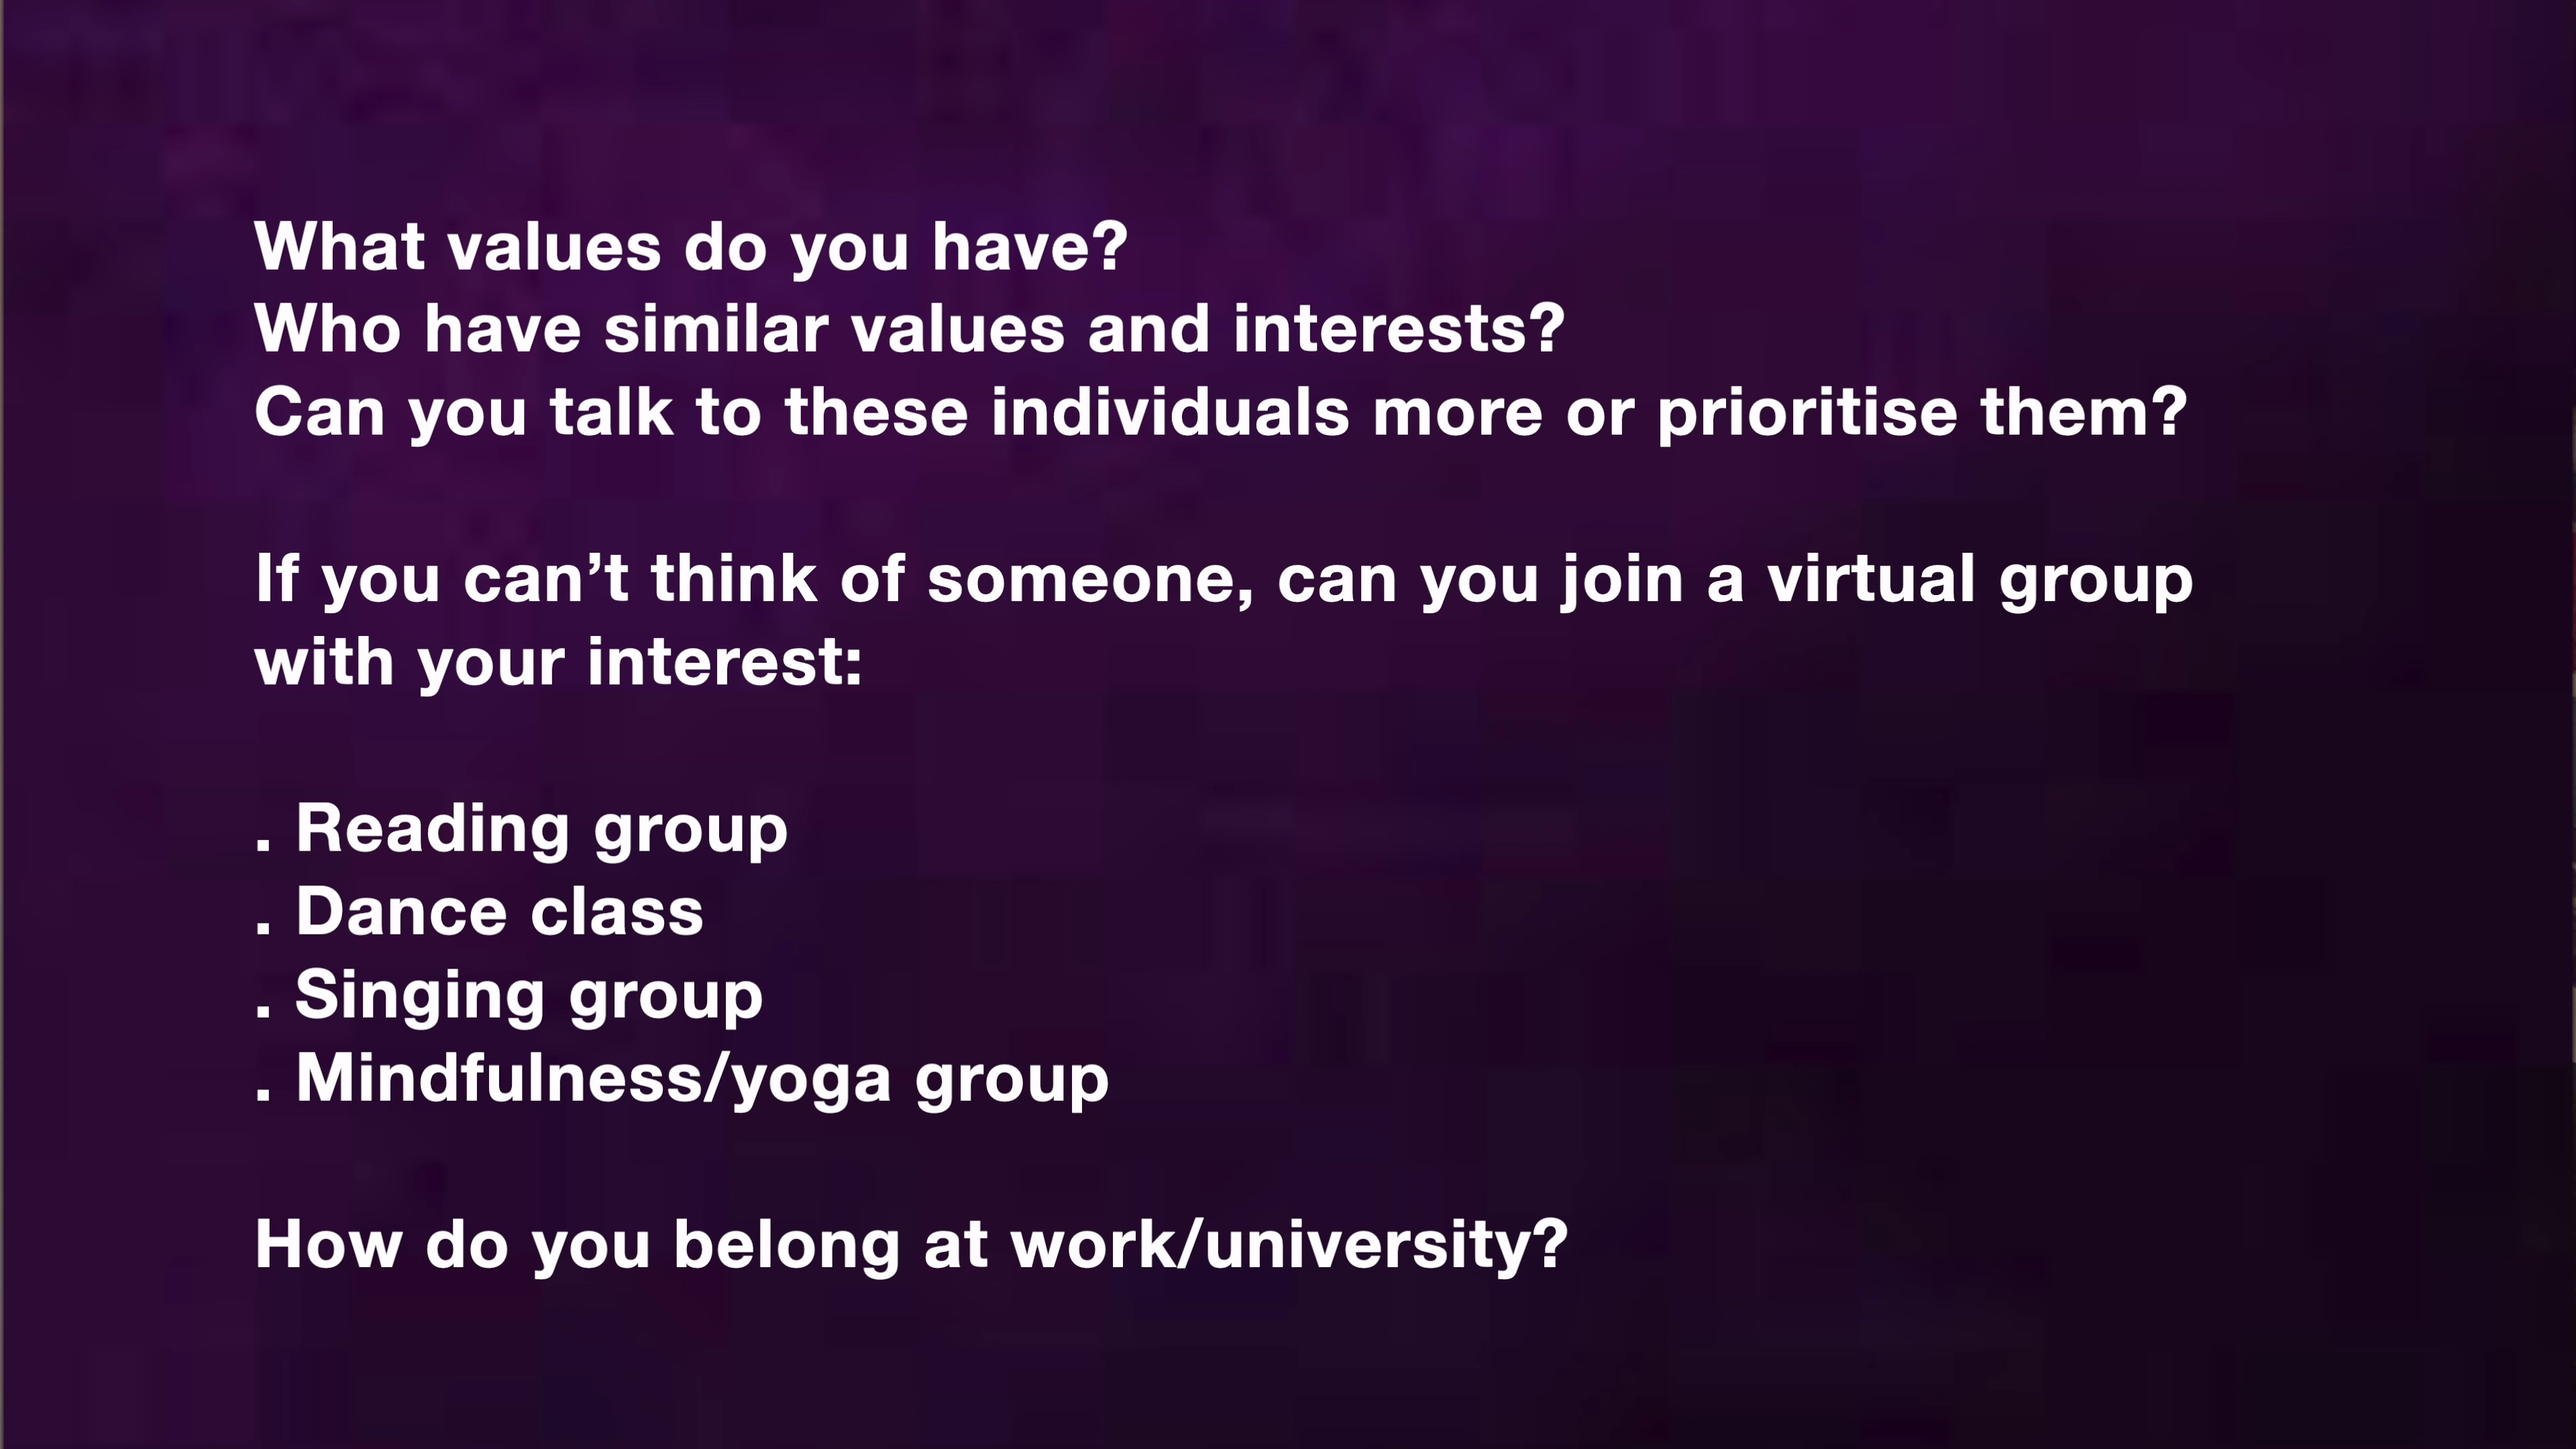 What values do you have?
Who have similar values and interests?
Can you talk to these individuals more or prioritise them?
If you can’t think of someone, can you join a virtual group
with your interest:
. Reading group
. Dance class
. Singing group
. Mindfulness/yoga group
How do you belong at work/university?